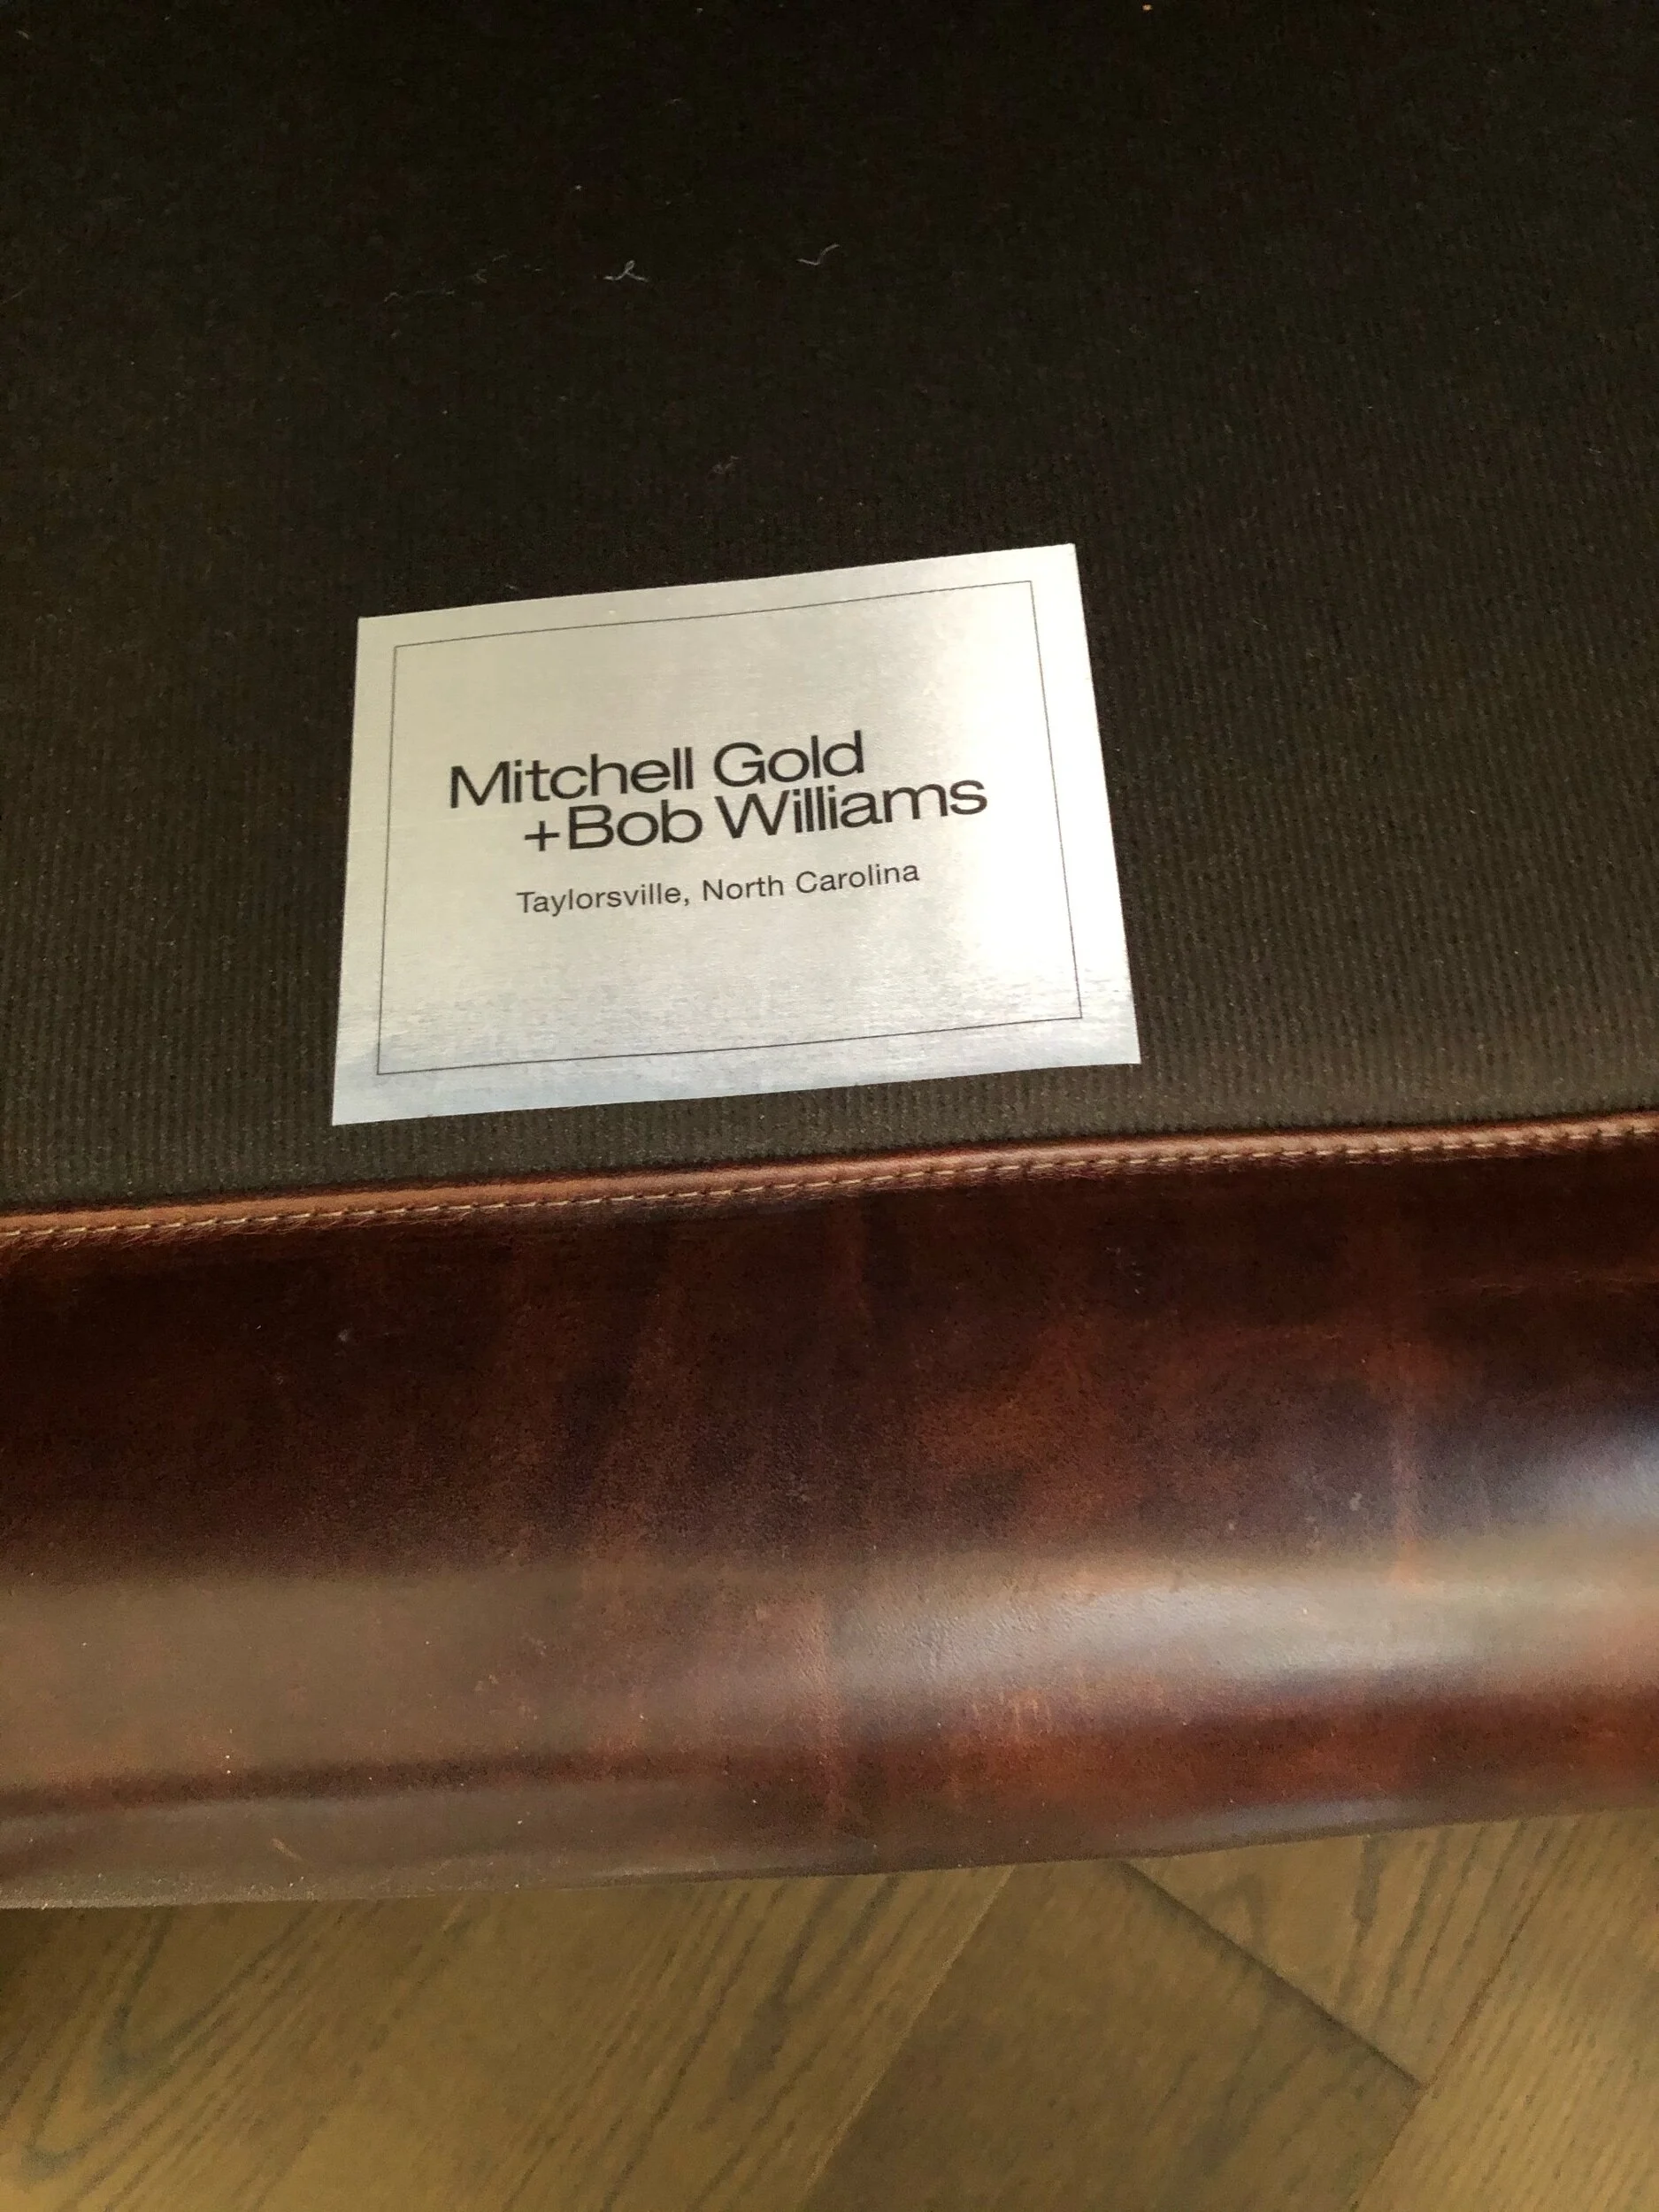 Mitchell Gold
+Bob Williams
Taylorsville, North Carolina